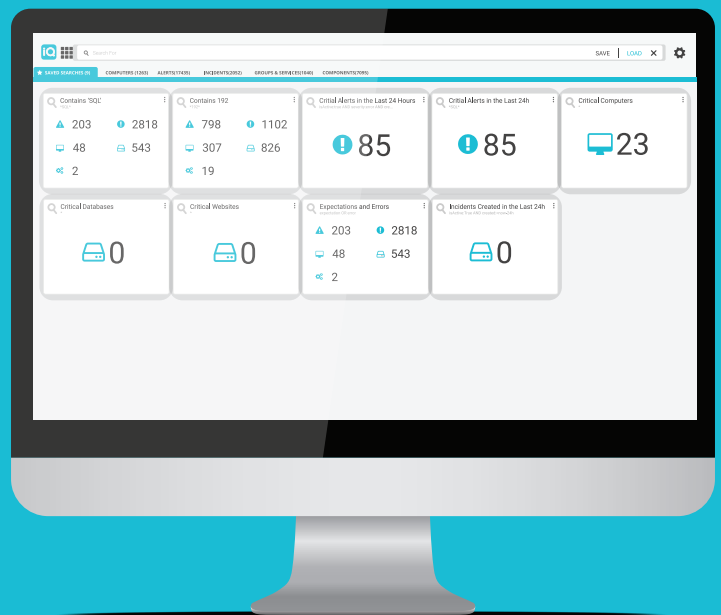 iQ
Search For
SAVE
LOAD
SAVED SEARCHES (9)
COMPUTERS (1263)
ALERTS(17435)
INCIDENTS(2052)
GROUPS & SERVICES(1040)
COMPONENTS(7095)
Contains 'SQL'
203
2818
48
543
2
Contains 192
798
1102
307
826
19
Critial Alerts in the Last 24 Hours
85
Critial Alerts in the Last 24h
85
Critical Computers
23
Critical Databases
0
Critical Websites
0
Expectations and Errors
203
2818
48
543
2
Incidents Created in the Last 24h
0